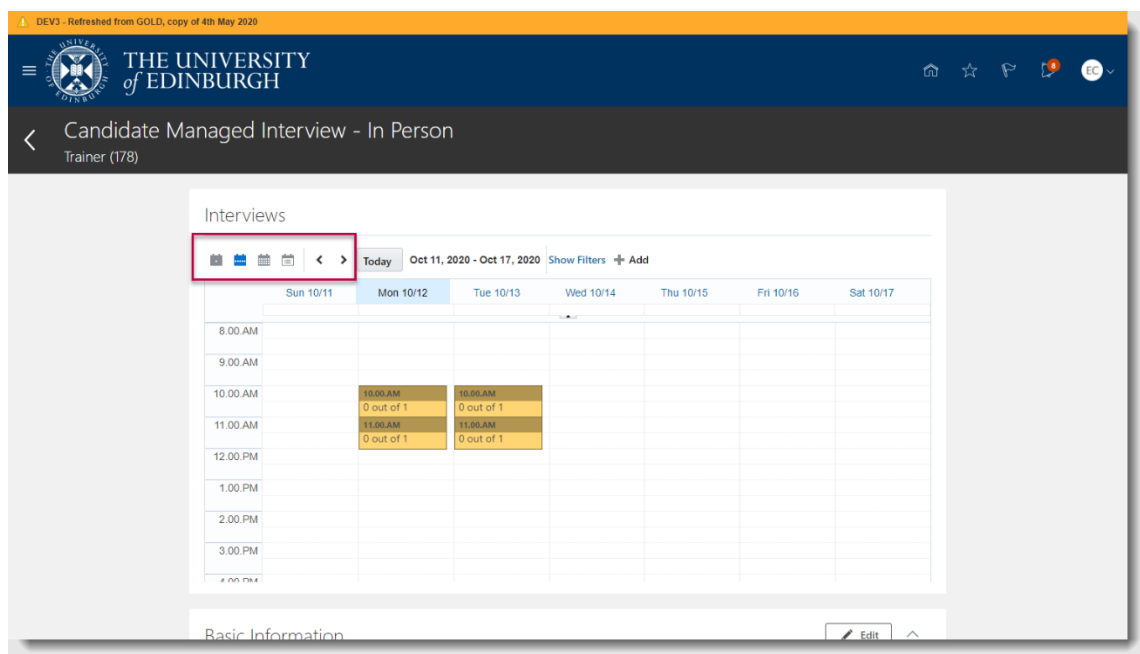 DEV3 - Refreshed from GOLD, copy of 4th May 2020
THE UNIVERSITY
of EDINBURGH
8
EC
Candidate Managed Interview - In Person
Trainer (178)
Interviews
Today Oct 11, 2020 - Oct 17, 2020 Show Filters Add
Sun 10/11 Mon 10/12 Tue 10/13 Wed 10/14 Thu 10/15 Fri 10/16 Sat 10/17
8.00.AM
9.00.AM
10.00.AM 10.00.AM 10.00.AM
0 out of 1 0 out of 1
11.00.AM 11.00.AM 11.00.AM
0 out of 1 0 out of 1
12.00.PM
1.00.PM
2.00.PM
3.00.PM
4.00.PM
Basic Information Edit